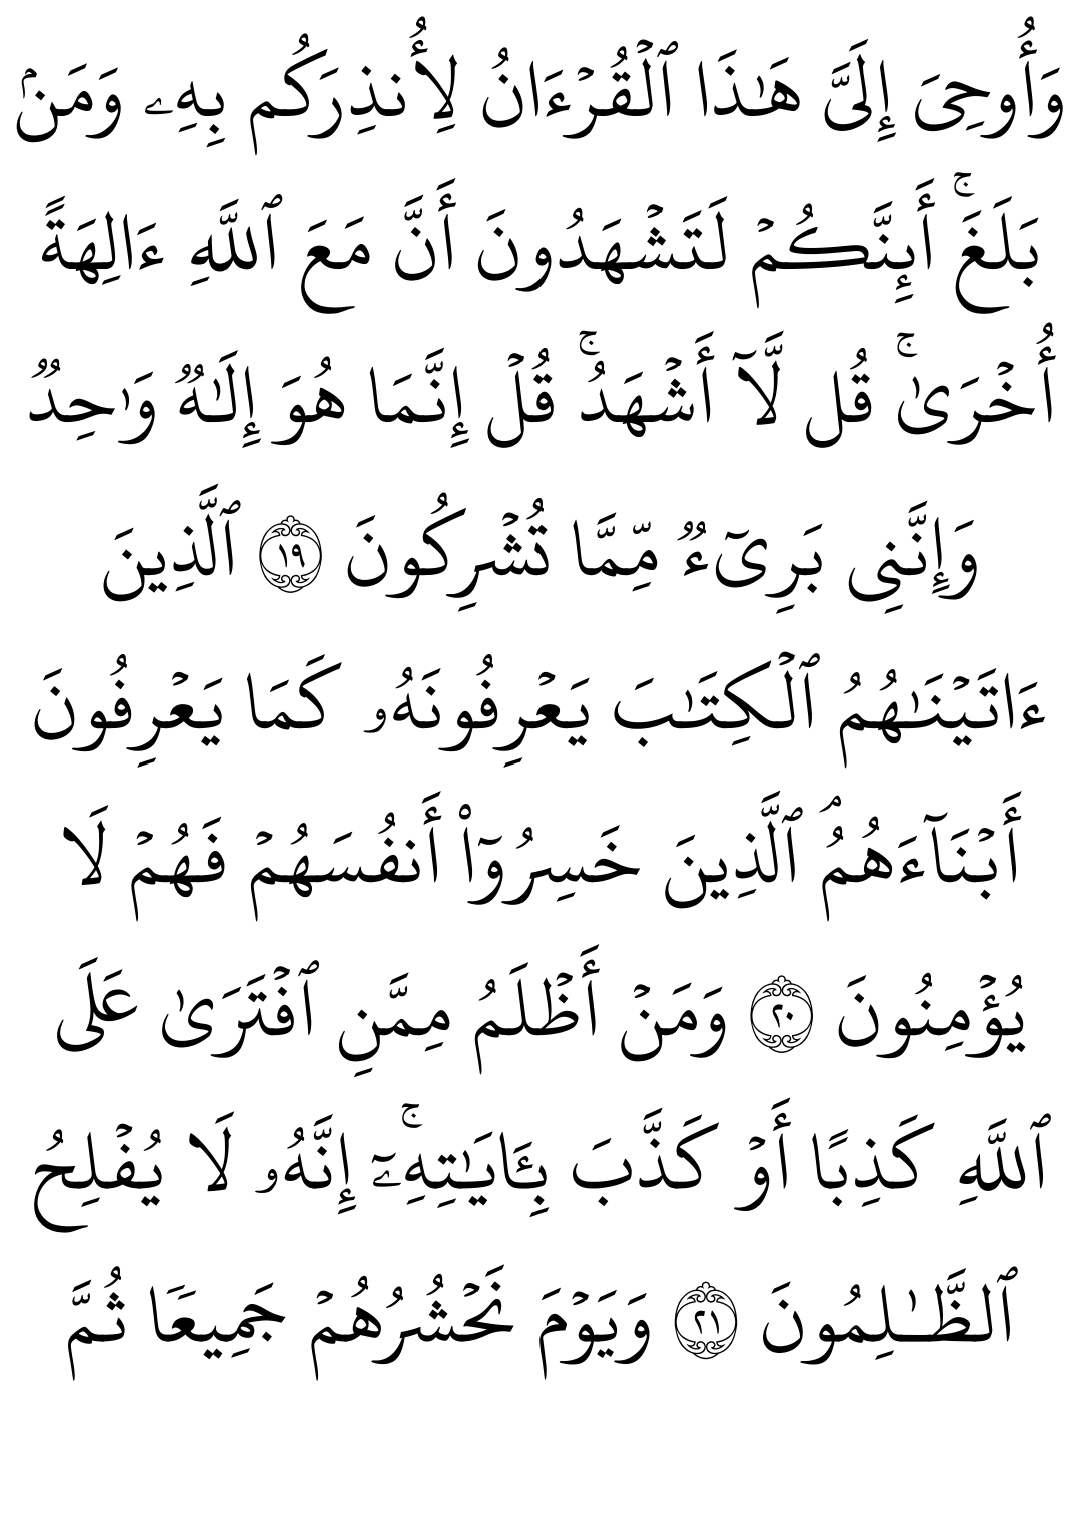 وَأُوحِىَ إِلَىَّ هَٰذَا ٱلْقُرْءَانُ لِأُنذِرَكُم بِهِۦ وَمَنۢ
بَلَغَ ۚ أَئِنَّكُمْ لَتَشْهَدُونَ أَنَّ مَعَ ٱللَّهِ ءَالِهَةً
أُخْرَىٰ ۚ قُل لَّآ أَشْهَدُ ۚ قُلْ إِنَّمَا هُوَ إِلَٰهٌ وَٰحِدٌ
وَإِنَّنِى بَرِىٓءٌ مِّمَّا تُشْرِكُونَ ١٩ ٱلَّذِينَ
ءَاتَيْنَٰهُمُ ٱلْكِتَٰبَ يَعْرِفُونَهُۥ كَمَا يَعْرِفُونَ
أَبْنَآءَهُمُ ۘ ٱلَّذِينَ خَسِرُوٓا۟ أَنفُسَهُمْ فَهُمْ لَا
يُؤْمِنُونَ ٢٠ وَمَنْ أَظْلَمُ مِمَّنِ ٱفْتَرَىٰ عَلَى
ٱللَّهِ كَذِبًا أَوْ كَذَّبَ بِـَٔايَٰتِهِۦٓ ۚ إِنَّهُۥ لَا يُفْلِحُ
ٱلظَّٰلِمُونَ ٢١ وَيَوْمَ نَحْشُرُهُمْ جَمِيعًا ثُمَّ